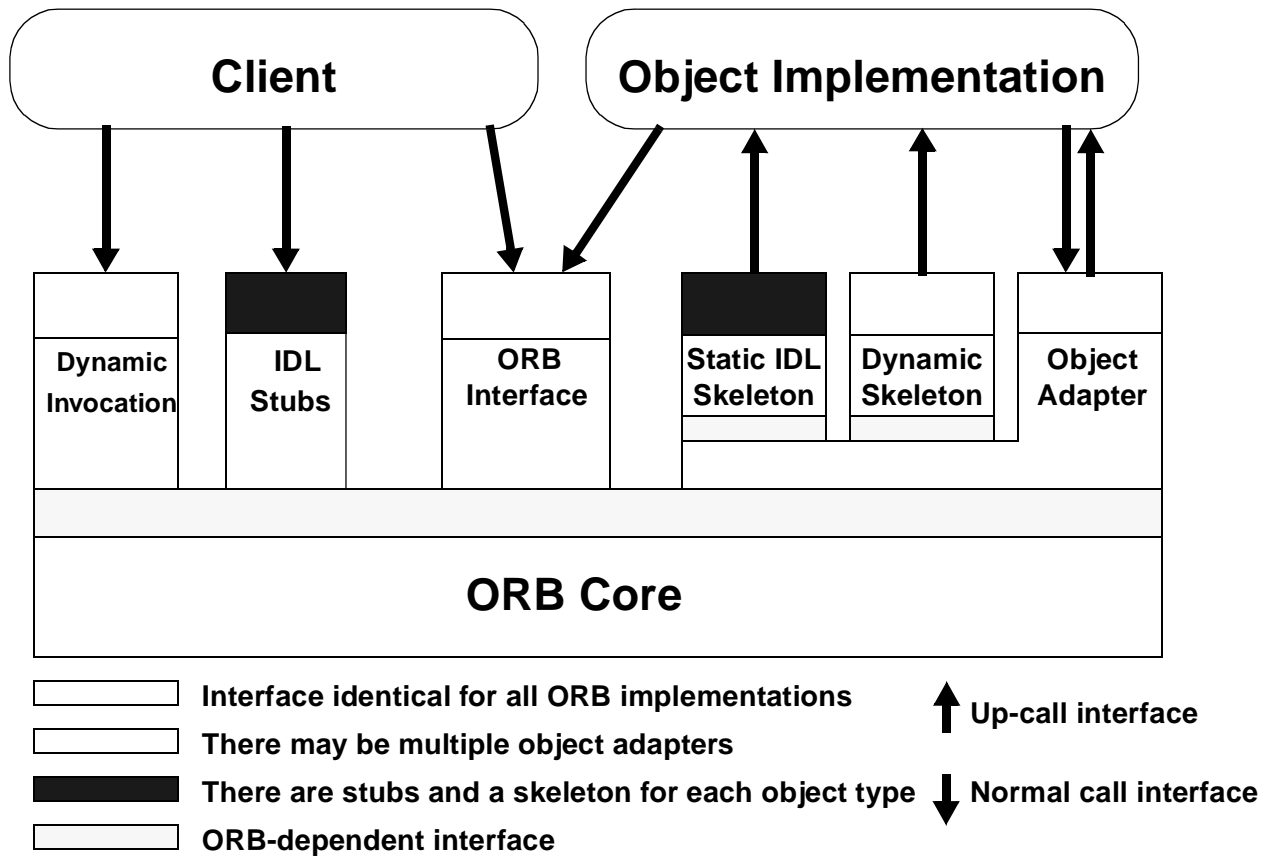 Client
Object Implementation
Dynamic
Invocation
IDL
Stubs
ORB
Interface
Static IDL
Skeleton
Dynamic
Skeleton
Object
Adapter
ORB Core
Interface identical for all ORB implementations
There may be multiple object adapters
There are stubs and a skeleton for each object type
ORB-dependent interface
Up-call interface
Normal call interface